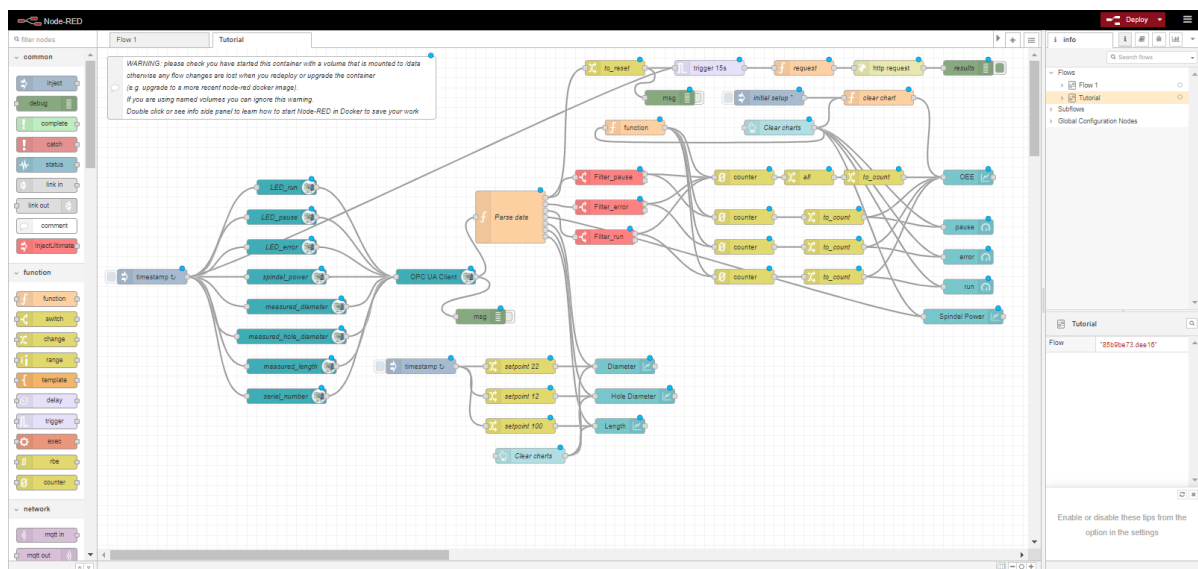 Node-RED
Deploy
filter nodes
Flow 1
Tutorial
info
i
Search flows
common
inject
debug
complete
catch
status
link in
link out
comment
InjectUltimate
function
function
switch
change
range
template
delay
trigger
exec
rbe
counter
network
mqtt in
mqtt out
WARNING: please check you have started this container with a volume that is mounted to /data
otherwise any flow changes are lost when you redeploy or upgrade the container
(e.g. upgrade to a more recent node-red docker image).
If you are using named volumes you can ignore this warning.
Double click or see info side panel to learn how to start Node-RED in Docker to save your work
to_reset
trigger 15s
request
http request
results
msg
initial setup
clear chart
function
Clear charts
LED_run
LED_pause
LED_error
timestamp
spindel_power
OPC UA Client
measured_diameter
measured_hole_diameter
measured_length
serial_number
Parse data
msg
Filter_pause
Filter_error
Filter_run
counter
all
to_count
OEE
counter
to_count
pause
counter
to_count
error
counter
to_count
run
Spindel Power
timestamp
setpoint 22
Diameter
setpoint 12
Hole Diameter
setpoint 100
Length
Clear charts
Flows
Flow 1
Tutorial
Subflows
Global Configuration Nodes
Tutorial
Flow
"85b9be73.dee16"
Enable or disable these tips from the
option in the settings